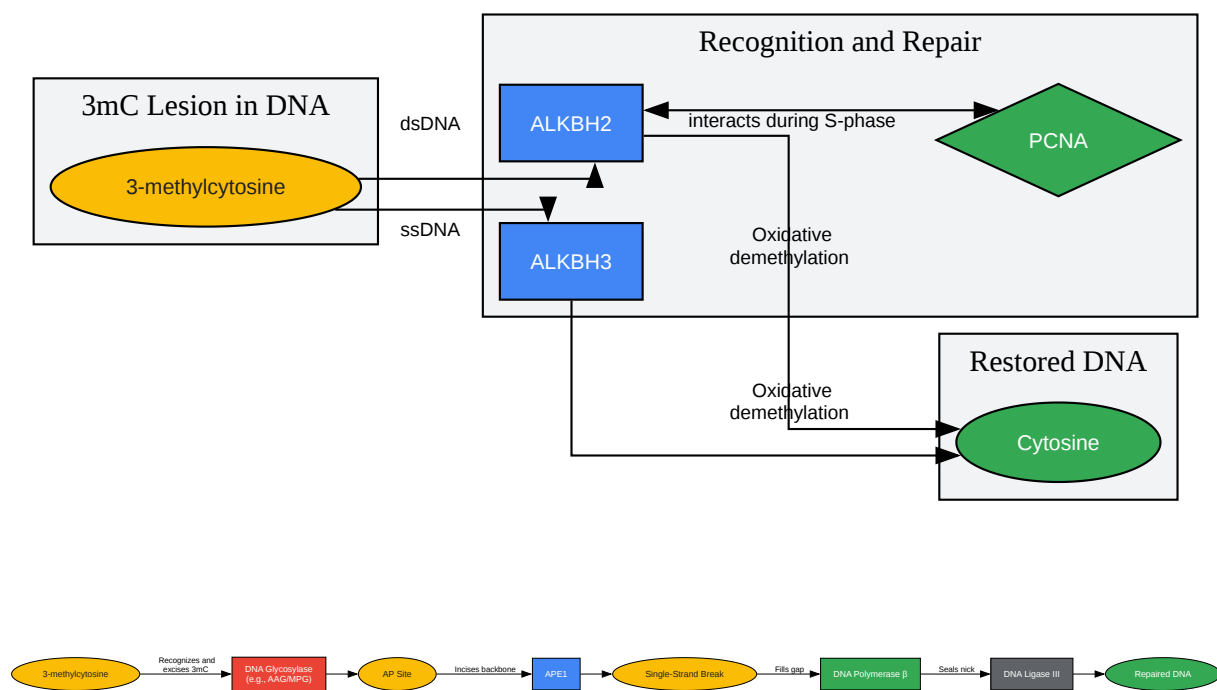 Recognition and Repair
3mC Lesion in DNA
dsDNA
ALKBH2
interacts during S-phase
PCNA
3-methylcytosine
ssDNA
ALKBH3
Oxidative
demethylation
Restored DNA
Oxidative
demethylation
Cytosine
3-methylcytosine
Recognizes and
excises 3mC
DNA Glycosylase
(e.g., AAG/MPG)
AP Site
Incises backbone
APE1
Single-Strand Break
Fills gap
DNA Polymerase β
Seals nick
DNA Ligase III
Repaired DNA